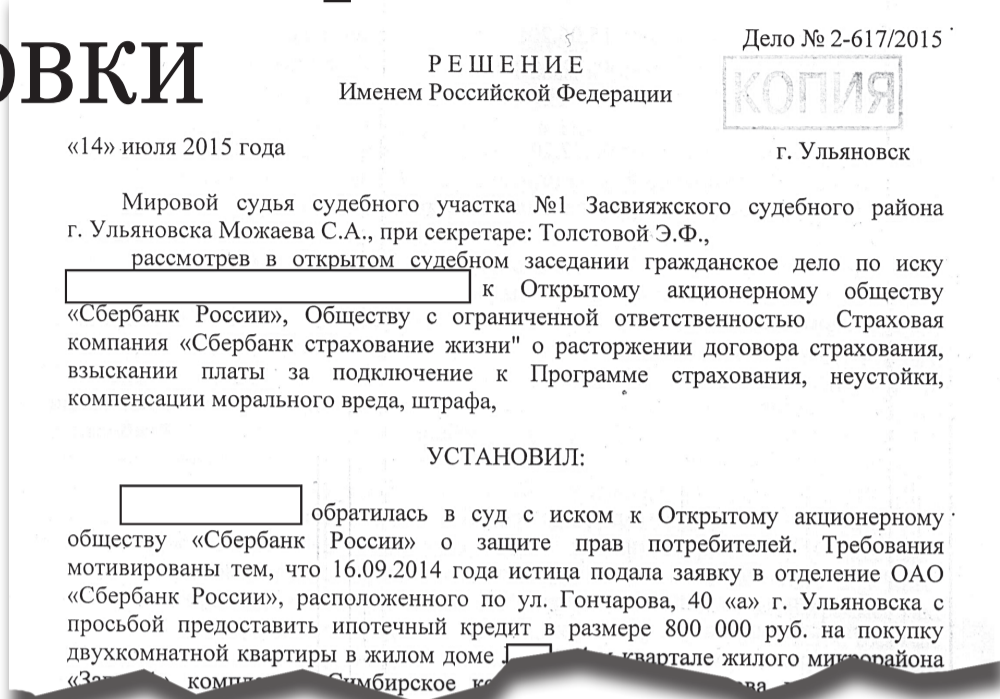 ОВКИ
Дело № 2-617/2015
РЕШЕНИЕ
Именем Российской Федерации
КОПИЯ
«14» июля 2015 года
г. Ульяновск
Мировой судья судебного участка №1 Засвияжского судебного района
г. Ульяновска Можаева С.А., при секретаре: Толстовой Э.Ф.,
рассмотрев в открытом судебном заседании гражданское дело по иску
к Открытому акционерному обществу
«Сбербанк России», Обществу с ограниченной ответственностью Страховая
компания «Сбербанк страхование жизни" о расторжении договора страхования,
взыскании платы за подключение к Программе страхования, неустойки,
компенсации морального вреда, штрафа,
УСТАНОВИЛ:
обратилась в суд с иском к Открытому акционерному
обществу «Сбербанк России» о защите прав потребителей. Требования
мотивированы тем, что 16.09.2014 года истица подала заявку в отделение ОАО
«Сбербанк России», расположенного по ул. Гончарова, 40 «а» г. Ульяновска с
просьбой предоставить ипотечный кредит в размере 800 000 руб. на покупку
двухкомнатной квартиры в жилом доме квартале жилого микрорайона
Симбирское